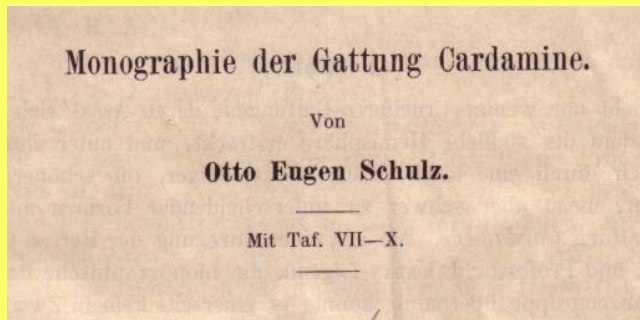 Monographie der Gattung Cardamine.
Von
Otto Eugen Schulz.
Mit Taf. VII—X.